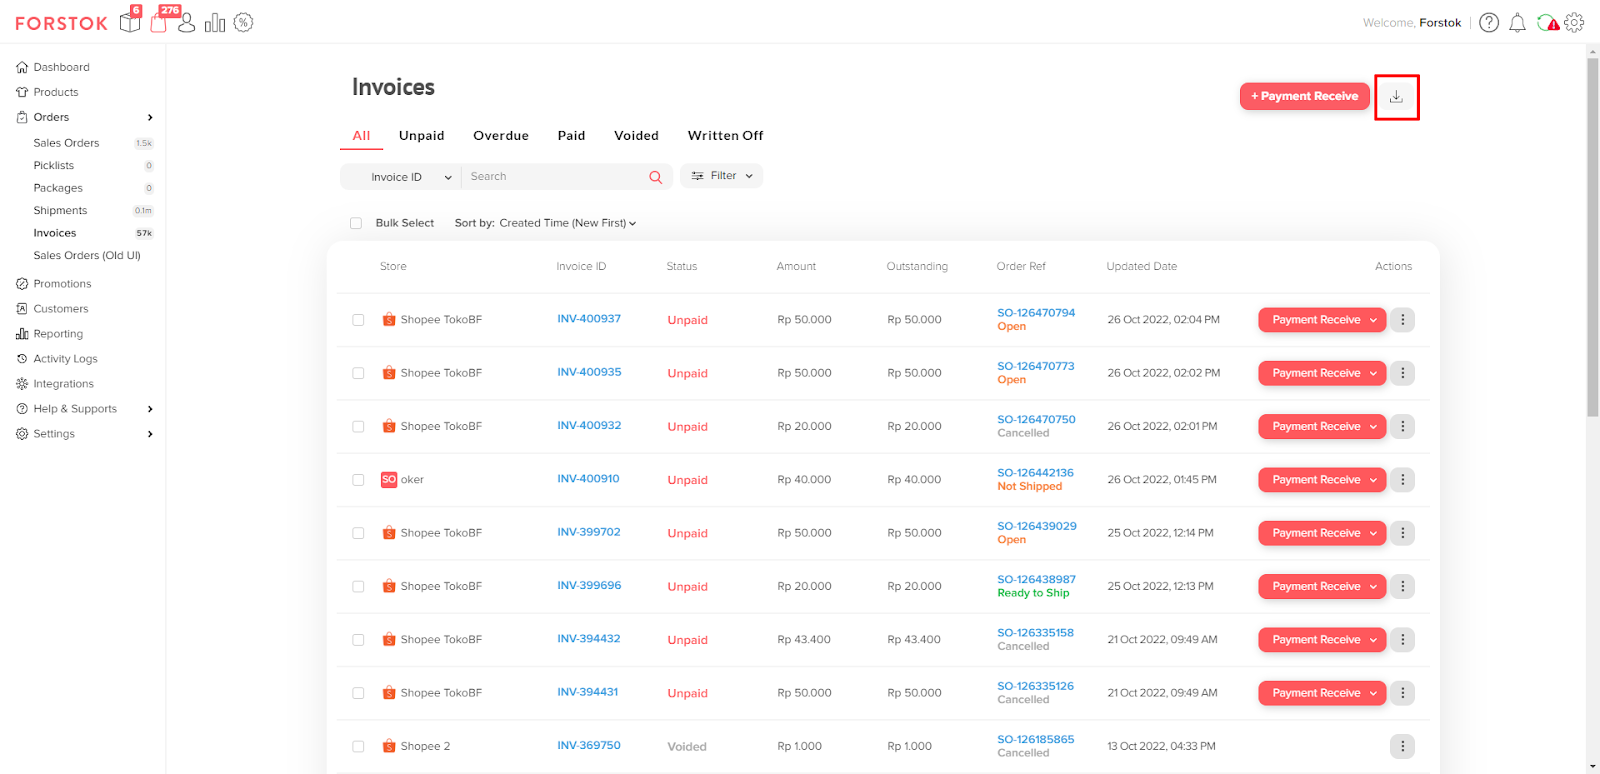 FORSTOK 6 276 Welcome, Forstok
Dashboard
Products
Orders
Sales Orders 1.5k
Picklists 0
Packages 0
Shipments 0.1m
Invoices 57k
Sales Orders (Old UI)
Promotions
Customers
Reporting
Activity Logs
Integrations
Help & Supports
Settings
Invoices
+ Payment Receive
All Unpaid Overdue Paid Voided Written Off
Invoice ID Search Filter
Bulk Select Sort by: Created Time (New First)
Store Invoice ID Status Amount Outstanding Order Ref Updated Date Actions
Shopee TokoBF INV-400937 Unpaid Rp 50.000 Rp 50.000 SO-126470794 26 Oct 2022, 02:04 PM Payment Receive
Open
Shopee TokoBF INV-400935 Unpaid Rp 50.000 Rp 50.000 SO-126470773 26 Oct 2022, 02:02 PM Payment Receive
Open
Shopee TokoBF INV-400932 Unpaid Rp 20.000 Rp 20.000 SO-126470750 26 Oct 2022, 02:01 PM Payment Receive
Cancelled
SO oker INV-400910 Unpaid Rp 40.000 Rp 40.000 SO-126442136 26 Oct 2022, 01:45 PM Payment Receive
Not Shipped
Shopee TokoBF INV-399702 Unpaid Rp 50.000 Rp 50.000 SO-126439029 25 Oct 2022, 12:14 PM Payment Receive
Open
Shopee TokoBF INV-399696 Unpaid Rp 20.000 Rp 20.000 SO-126438987 25 Oct 2022, 12:13 PM Payment Receive
Ready to Ship
Shopee TokoBF INV-394432 Unpaid Rp 43.400 Rp 43.400 SO-126335158 21 Oct 2022, 09:49 AM Payment Receive
Cancelled
Shopee TokoBF INV-394431 Unpaid Rp 50.000 Rp 50.000 SO-126335126 21 Oct 2022, 09:49 AM Payment Receive
Cancelled
Shopee 2 INV-369750 Voided Rp 1.000 Rp 1.000 SO-126185865 13 Oct 2022, 04:33 PM
Cancelled